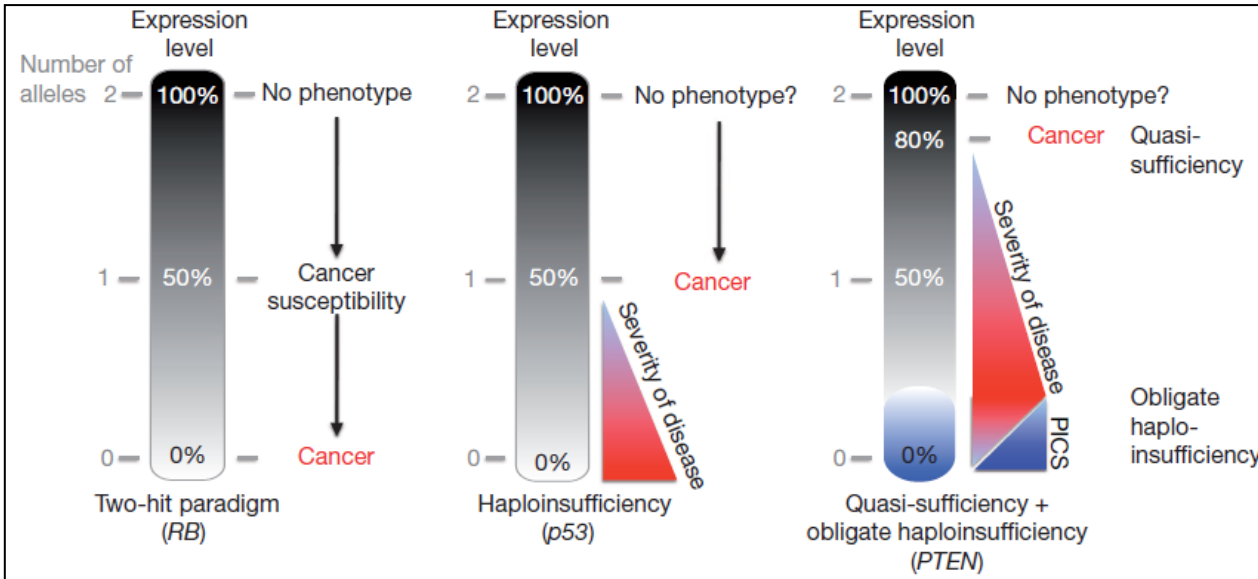 Expression
level
Number of
alleles
2
100%
No phenotype
1
50%
Cancer
susceptibility
0
0%
Cancer
Two-hit paradigm
(RB)
Expression
level
2
100%
No phenotype?
1
50%
Cancer
Severity of disease
0
0%
Haploinsufficiency
(p53)
Expression
level
2
100%
No phenotype?
80%
Cancer
Quasi-
sufficiency
1
50%
Severity of disease
PICS
Obligate
haplo-
insufficiency
0
0%
Quasi-sufficiency +
obligate haploinsufficiency
(PTEN)